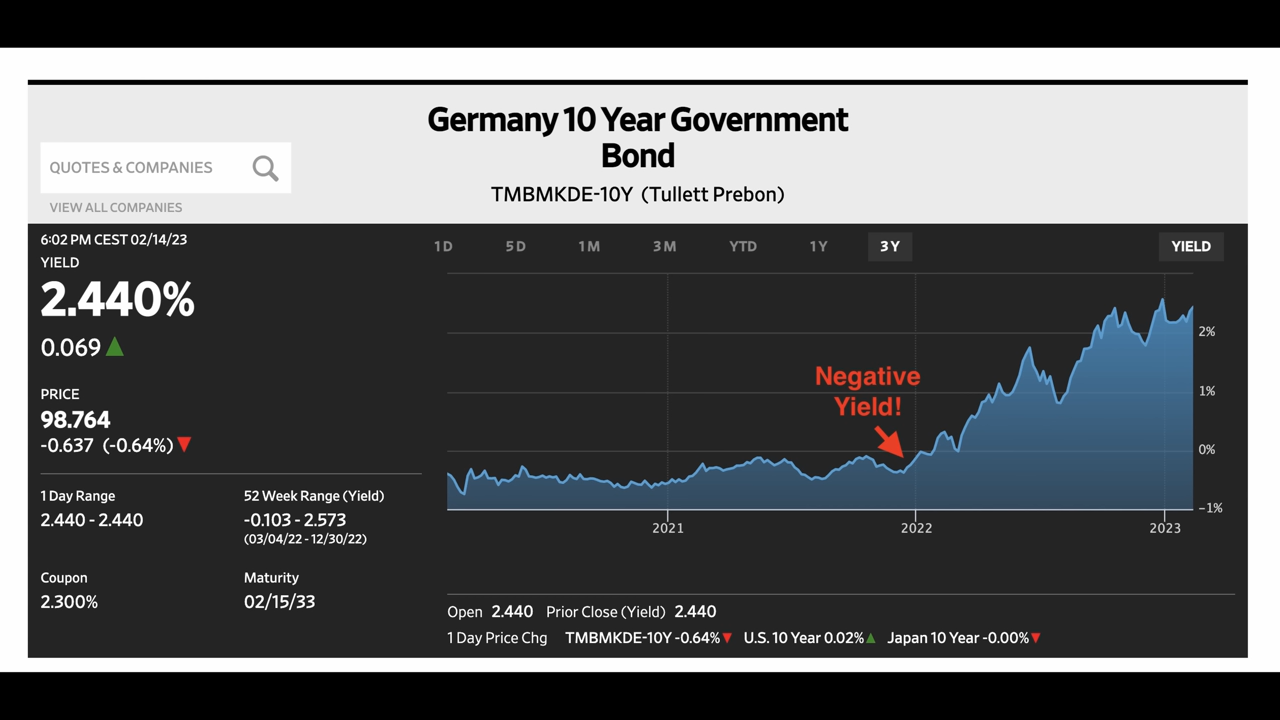 Germany 10 Year Government
Bond
TMBMKDE-10Y (Tullett Prebon)
QUOTES & COMPANIES
VIEW ALL COMPANIES
6:02 PM CEST 02/14/23
YIELD
2.440%
0.069
PRICE
98.764
-0.637 (-0.64%)
1 Day Range
2.440 - 2.440
52 Week Range (Yield)
-0.103 - 2.573
(03/04/22 - 12/30/22)
Coupon
2.300%
Maturity
02/15/33
1D 5D 1M 3M YTD 1Y 3Y YIELD
2%
1%
0%
-1%
Negative
Yield!
2021 2022 2023
Open 2.440 Prior Close (Yield) 2.440
1 Day Price Chg TMBMKDE-10Y -0.64% U.S. 10 Year 0.02% Japan 10 Year -0.00%